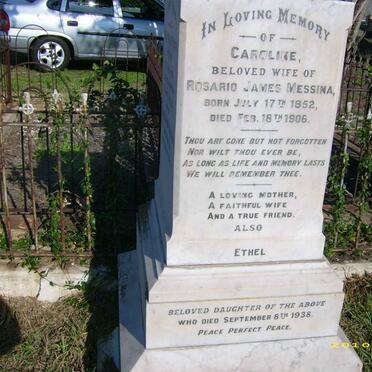 IN LOVING MEMORY
OF
CAROLINE,
BELOVED WIFE OF
ROSARIO JAMES MESSINA,
BORN JULY 17TH 1852,
DIED FEB. 18TH 1906.
THOU ART GONE BUT NOT FORGOTTEN
NOR WILT THOU EVER BE,
AS LONG AS LIFE AND MEMORY LASTS
WE WILL REMEMBER THEE.
A LOVING MOTHER,
A FAITHFUL WIFE
AND A TRUE FRIEND.
ALSO
ETHEL
BELOVED DAUGHTER OF THE ABOVE
WHO DIED SEPTEMBER 8TH 1938.
PEACE PERFECT PEACE.